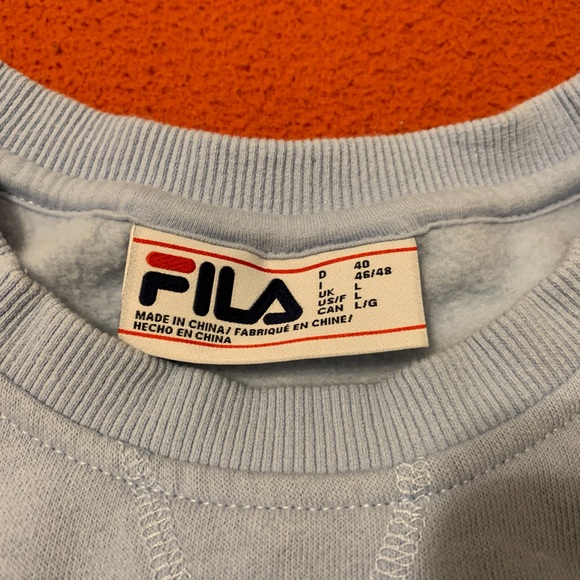 FILA
D 40
I 46/48
UK L
US/F L
CAN L/G
MADE IN CHINA/ FABRIQUÉ EN CHINE/
HECHO EN CHINA